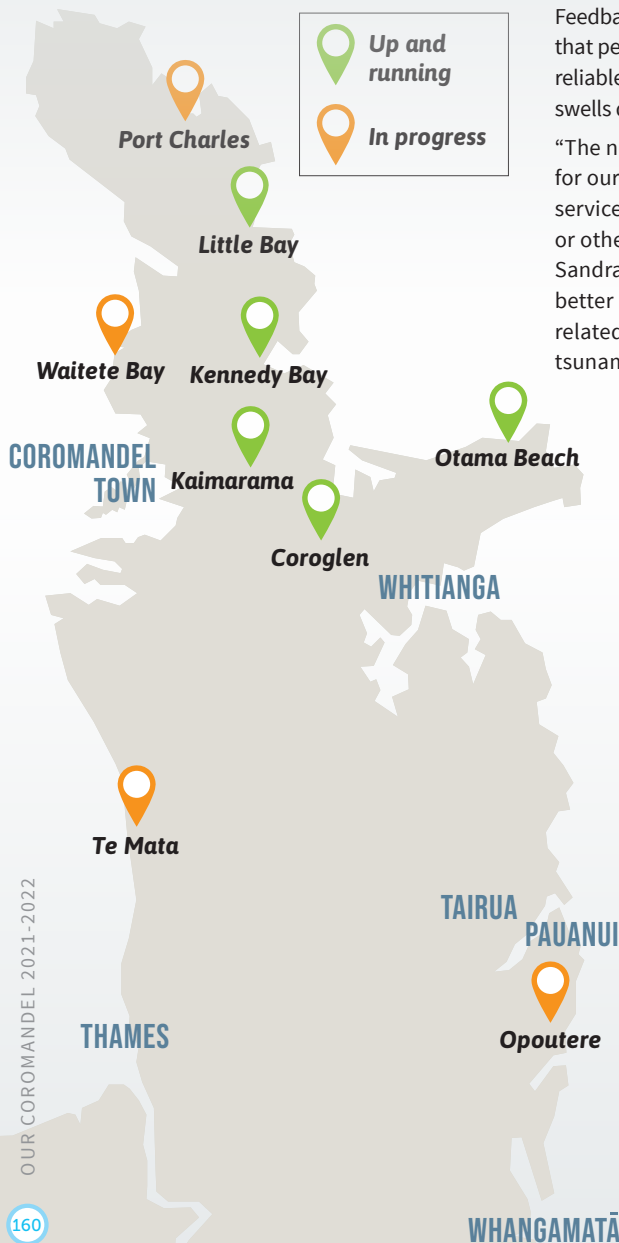 Up and
running
In progress
Port Charles
Little Bay
Waitete Bay
Kennedy Bay
COROMANDEL
TOWN
Kaimarama
Otama Beach
Coroglen
WHITIANGA
Te Mata
TAIRUA
PAUANUI
Opoutere
THAMES
WHANGAMATĀ
OUR COROMANDEL 2021-2022
160
that pe
reliable
swells
"The n
for our
service
or othe
Sandra
better
related
tsunam